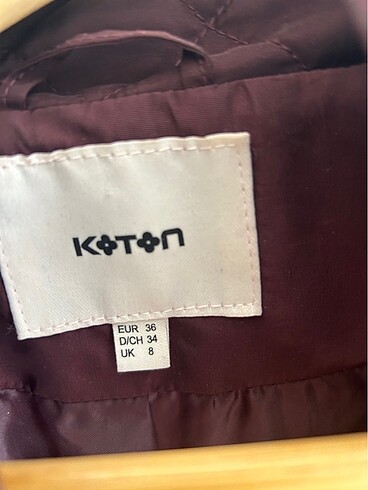 KOTON
EUR 36
D/CH 34
UK 8